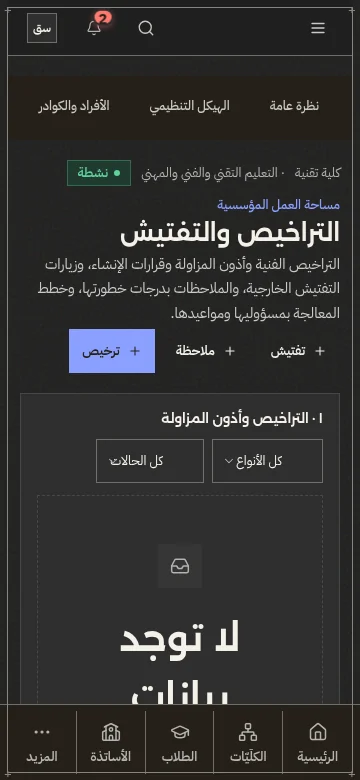 سق
2
نظرة عامة
الهيكل التنظيمي
الأفراد والكوادر
كلية تقنية · التعليم التقني والفني والمهني
نشطة
مساحة العمل المؤسسية
التراخيص والتفتيش
التراخيص الفنية وأذون المزاولة وقرارات الإنشاء، وزيارات
التفتيش الخارجية، والملاحظات بدرجات خطورتها، وخطط
المعالجة بمسؤوليها ومواعيدها.
تفتيش
ملاحظة
ترخيص
١ · التراخيص وأذون المزاولة
كل الأنواع
كل الحالات
لا توجد
بيانات
الرئيسية
الكليّات
الطلاب
الأساتذة
المزيد